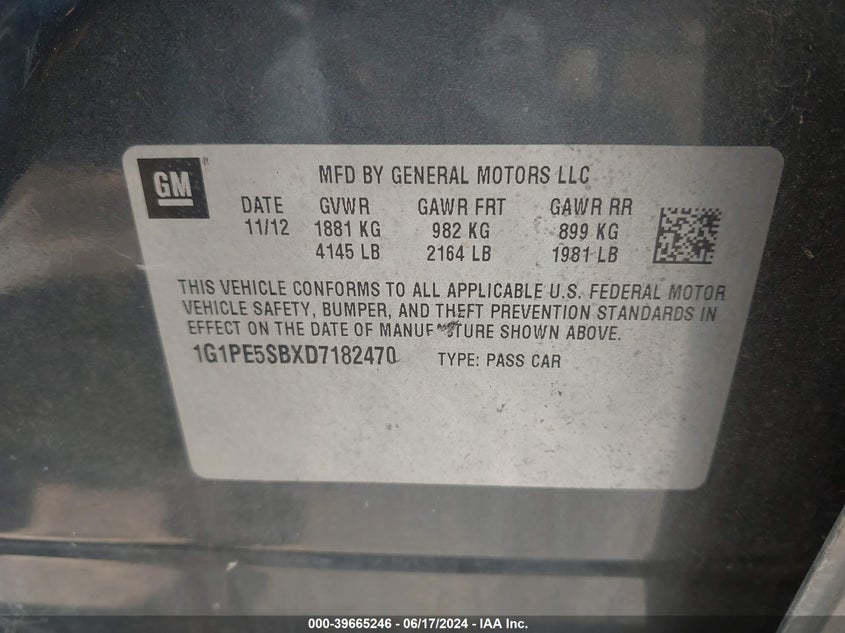 GM®
MFD BY GENERAL MOTORS LLC
DATE GVWR GAWR FRT GAWR RR
11/12 1881 KG 982 KG 899 KG
4145 LB 2164 LB 1981 LB
THIS VEHICLE CONFORMS TO ALL APPLICABLE U.S. FEDERAL MOTOR
VEHICLE SAFETY, BUMPER, AND THEFT PREVENTION STANDARDS IN
EFFECT ON THE DATE OF MANUF TURE SHOWN ABOVE.
1G1PE5SBXD7182470 TYPE: PASS CAR
000-39665246 - 06/17/2024 - IAA Inc.